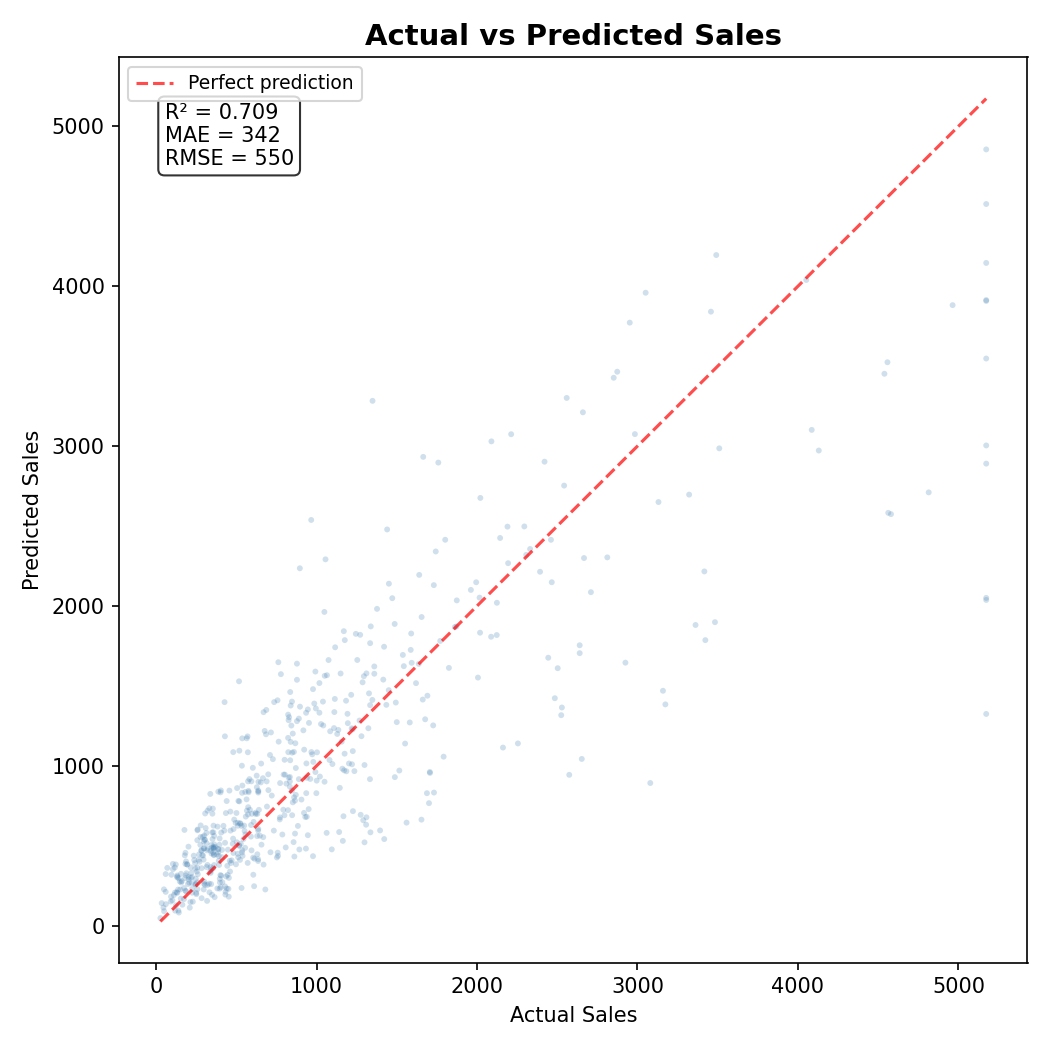 Actual vs Predicted Sales
Perfect prediction
R² = 0.709
MAE = 342
RMSE = 550
5000
4000
3000
2000
1000
0
Predicted Sales
0 1000 2000 3000 4000 5000
Actual Sales